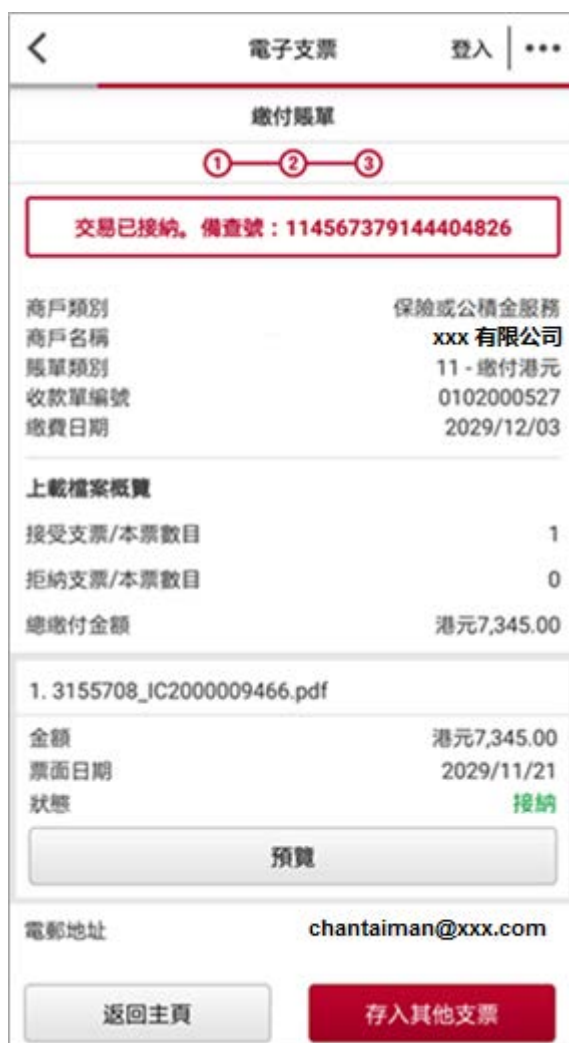 電子支票 登入
繳付賬單
1 2 3
交易已接納。備查號：114567379144404826
商戶類別 保險或公積金服務
商戶名稱 xxx 有限公司
賬單類別 11 - 繳付港元
收款單編號 0102000527
繳費日期 2029/12/03
上載檔案概覽
接受支票/本票數目 1
拒納支票/本票數目 0
總繳付金額 港元7,345.00
1. 3155708_IC2000009466.pdf
金額 港元7,345.00
票面日期 2029/11/21
狀態 接納
預覽
電郵地址 chantaiman@xxx.com
返回主頁 存入其他支票